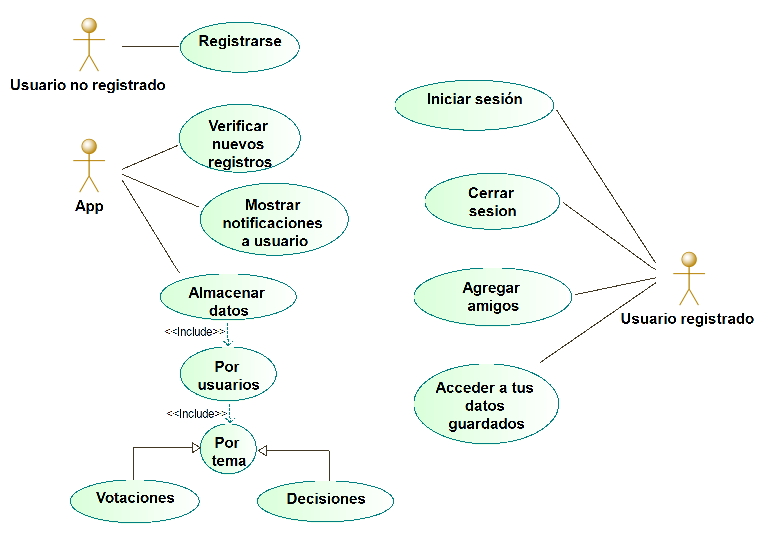 Registrarse
Usuario no registrado
Iniciar sesión
Verificar
nuevos
registros
App
Mostrar
notificaciones
a usuario
Cerrar
sesion
Almacenar
datos
Agregar
amigos
Usuario registrado
<<Include>>
Por
usuarios
Acceder a tus
datos
guardados
<<Include>>
Por
tema
Votaciones
Decisiones